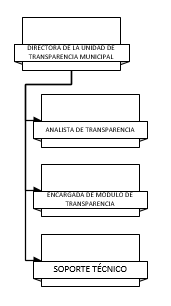 DIRECTORA DE LA UNIDAD DE
TRANSPARENCIA MUNICIPAL
ANALISTA DE TRANSPARENCIA
ENCARGADA DE MODULO DE
TRANSPARENCIA
SOPORTE TÉCNICO